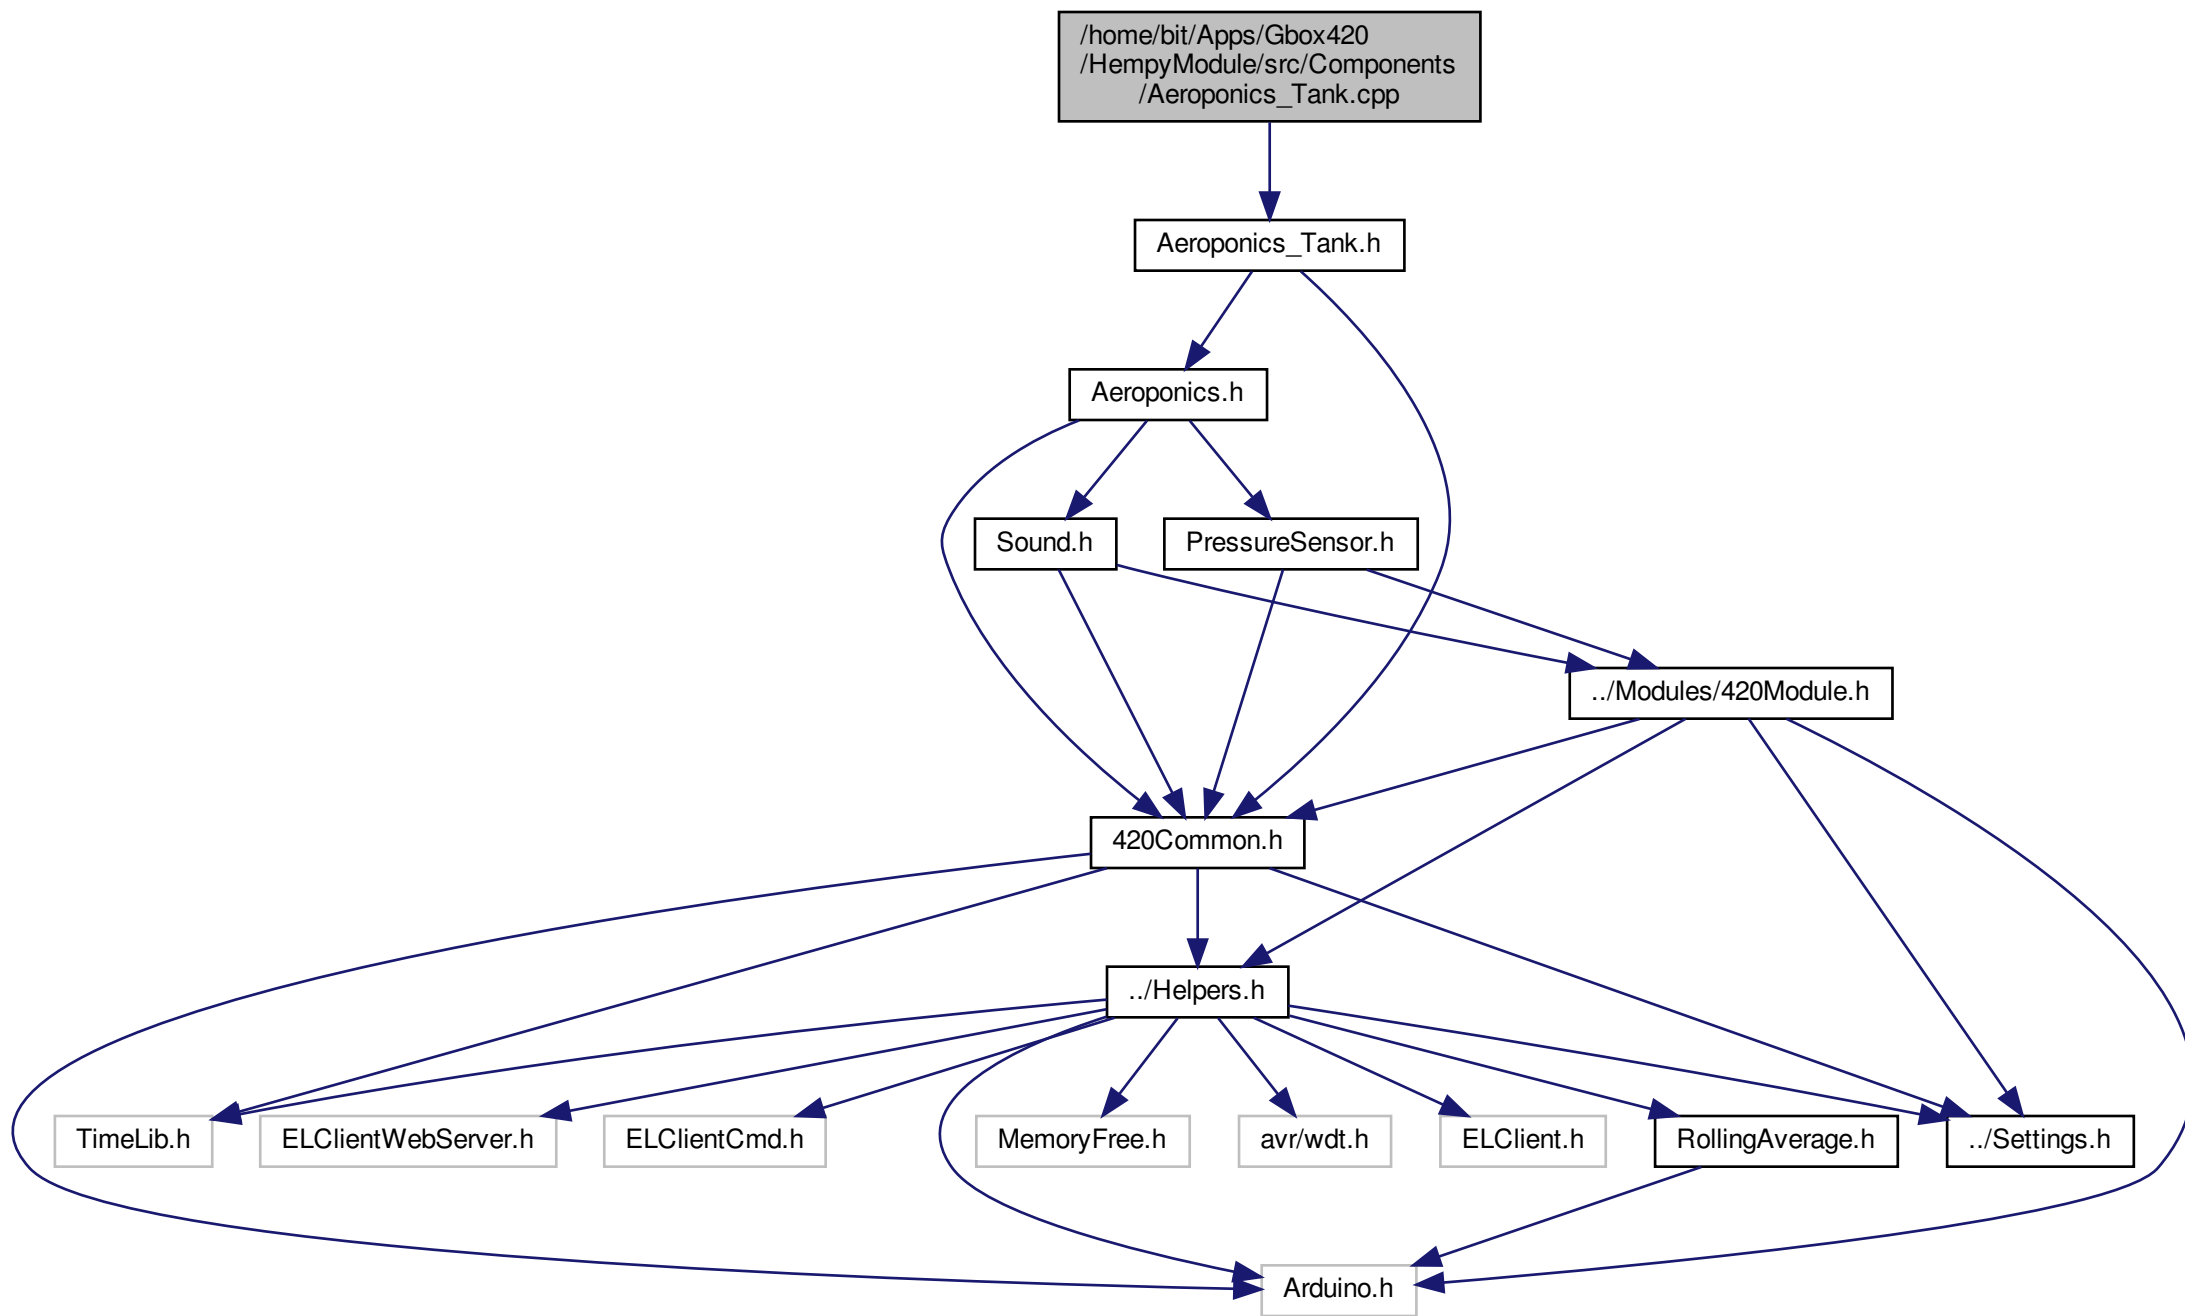 /home/bit/Apps/Gbox420
/HempyModule/src/Components
/Aeroponics_Tank.cpp
Aeroponics_Tank.h
Aeroponics.h
Sound.h
PressureSensor.h
../Modules/420Module.h
420Common.h
../Helpers.h
TimeLib.h
ELClientWebServer.h
ELClientCmd.h
MemoryFree.h
avr/wdt.h
ELClient.h
RollingAverage.h
../Settings.h
Arduino.h